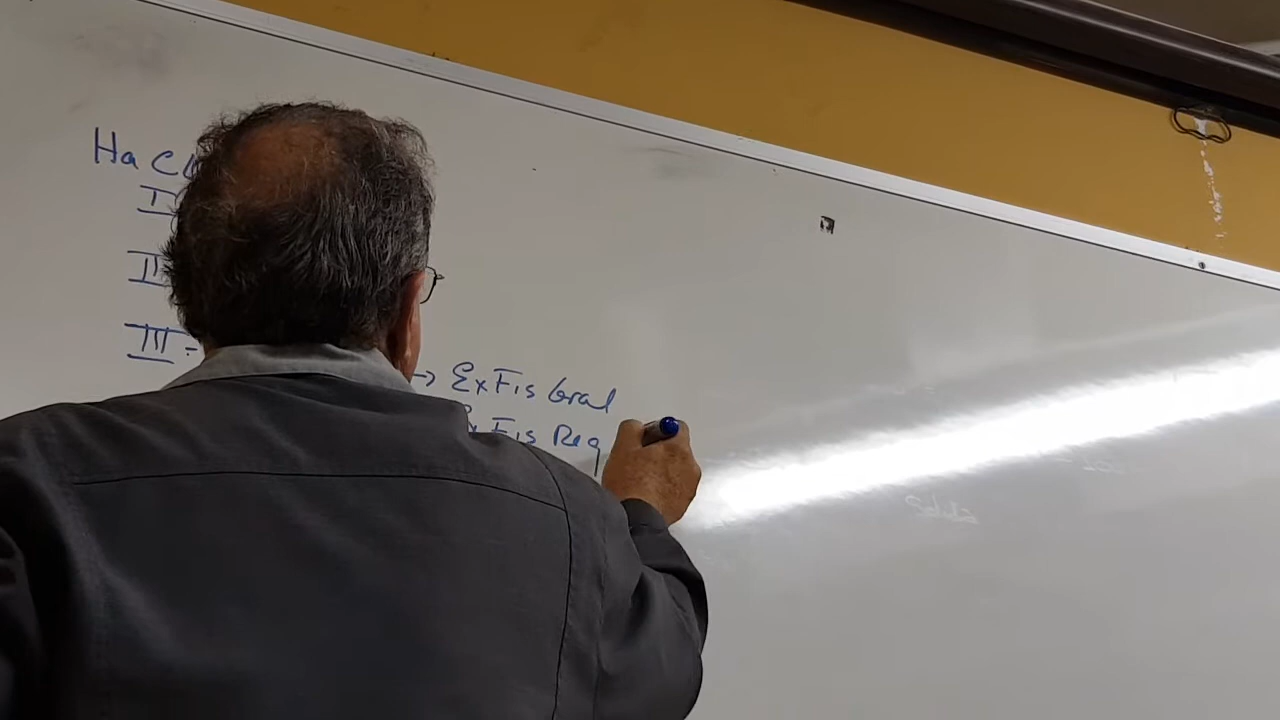 Ha Cl
I
II
III.-
→ Ex Fis Gral
Ex Fis Reg